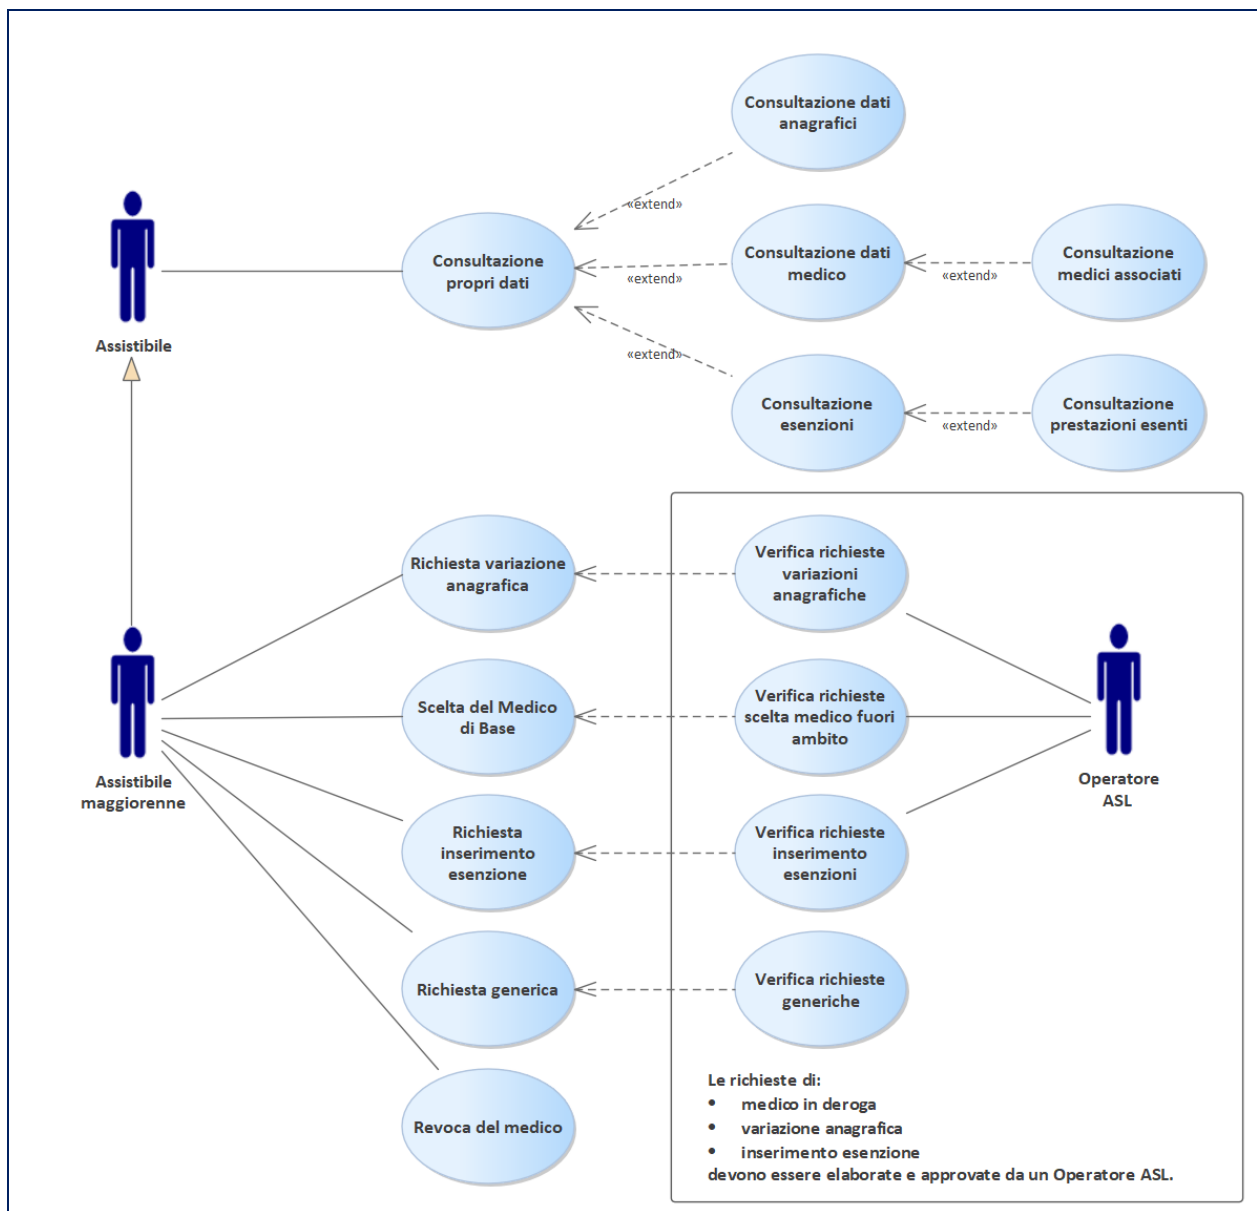 Consultazione dati
anagrafici
«extend»
Assistibile
Consultazione
propri dati
«extend»
Consultazione dati
medico
«extend»
Consultazione
medici associati
«extend»
Consultazione
esenzioni
«extend»
Consultazione
prestazioni esenti
Richiesta variazione
anagrafica
Verifica richieste
variazioni
anagrafiche
Assistibile
maggiorenne
Scelta del Medico
di Base
Verifica richieste
scelta medico fuori
ambito
Operatore
ASL
Richiesta
inserimento
esenzione
Verifica richieste
inserimento
esenzioni
Richiesta generica
Verifica richieste
generiche
Revoca del medico
Le richieste di:
• medico in deroga
• variazione anagrafica
• inserimento esenzione
devono essere elaborate e approvate da un Operatore ASL.